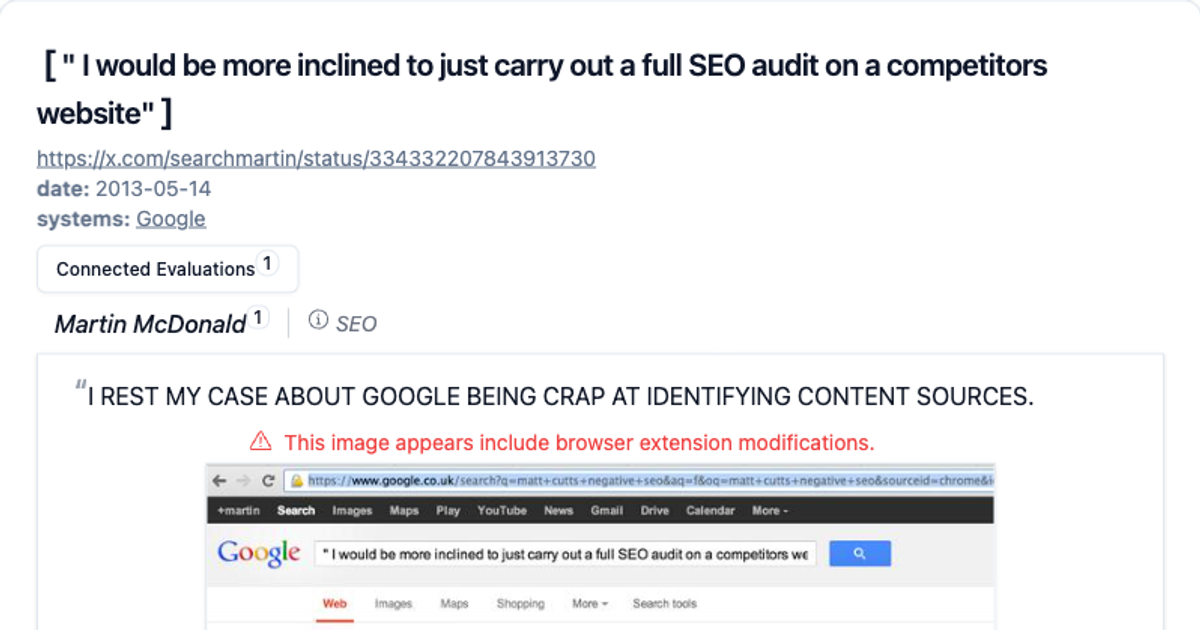 [ " I would be more inclined to just carry out a full SEO audit on a competitors
website" ]
https://x.com/searchmartin/status/334332207843913730
date: 2013-05-14
systems: Google
Connected Evaluations 1
Martin McDonald 1 SEO
“I REST MY CASE ABOUT GOOGLE BEING CRAP AT IDENTIFYING CONTENT SOURCES.
This image appears include browser extension modifications.
https://www.google.co.uk/search?q=matt+cutts+negative+seo&aq=f&oq=matt+cutts+negative+seo&sourceid=chrome&i
+martin Search Images Maps Play YouTube News Gmail Drive Calendar More
Google " I would be more inclined to just carry out a full SEO audit on a competitors we
Web Images Maps Shopping More Search tools